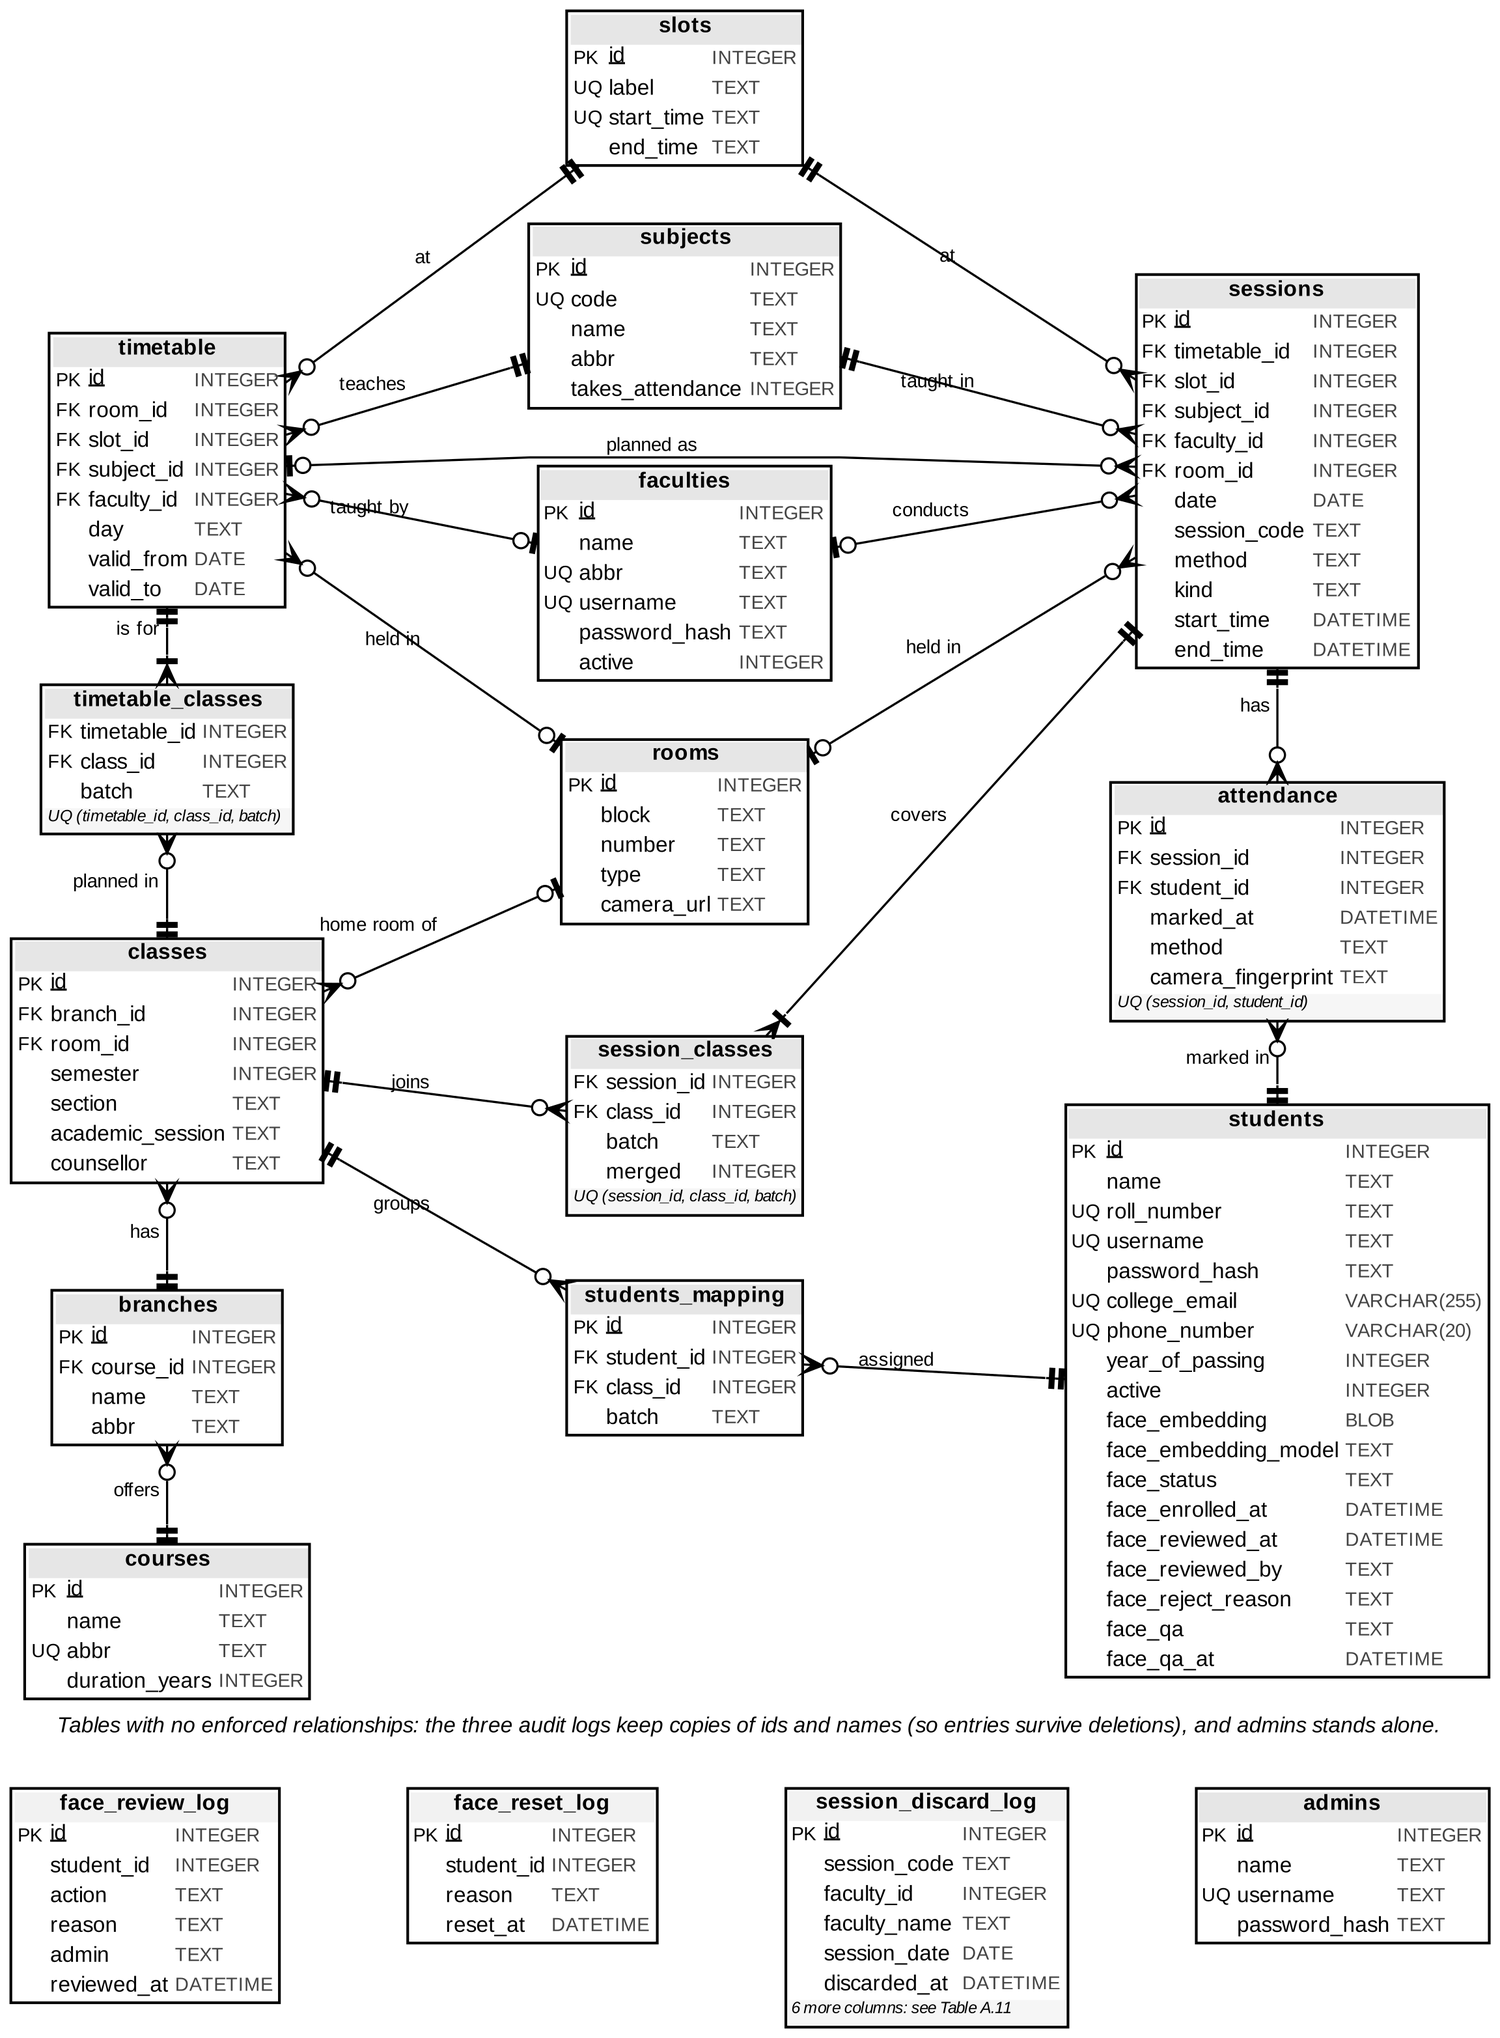 slots
PK id INTEGER
UQ label TEXT
UQ start_time TEXT
end_time TEXT
at
at
subjects
PK id INTEGER
UQ code TEXT
name TEXT
abbr TEXT
takes_attendance INTEGER
timetable
PK id INTEGER
FK room_id INTEGER
FK slot_id INTEGER
FK subject_id INTEGER
FK faculty_id INTEGER
day TEXT
valid_from DATE
valid_to DATE
teaches
taught in
planned as
taught by
conducts
held in
held in
sessions
PK id INTEGER
FK timetable_id INTEGER
FK slot_id INTEGER
FK subject_id INTEGER
FK faculty_id INTEGER
FK room_id INTEGER
date DATE
session_code TEXT
method TEXT
kind TEXT
start_time DATETIME
end_time DATETIME
faculties
PK id INTEGER
name TEXT
UQ abbr TEXT
UQ username TEXT
password_hash TEXT
active INTEGER
is for
timetable_classes
FK timetable_id INTEGER
FK class_id INTEGER
batch TEXT
UQ (timetable_id, class_id, batch)
rooms
PK id INTEGER
block TEXT
number TEXT
type TEXT
camera_url TEXT
has
covers
attendance
PK id INTEGER
FK session_id INTEGER
FK student_id INTEGER
marked_at DATETIME
method TEXT
camera_fingerprint TEXT
UQ (session_id, student_id)
planned in
home room of
classes
PK id INTEGER
FK branch_id INTEGER
FK room_id INTEGER
semester INTEGER
section TEXT
academic_session TEXT
counsellor TEXT
joins
groups
session_classes
FK session_id INTEGER
FK class_id INTEGER
batch TEXT
merged INTEGER
UQ (session_id, class_id, batch)
marked in
students
PK id INTEGER
name TEXT
UQ roll_number TEXT
UQ username TEXT
password_hash TEXT
UQ college_email VARCHAR(255)
UQ phone_number VARCHAR(20)
year_of_passing INTEGER
active INTEGER
face_embedding BLOB
face_embedding_model TEXT
face_status TEXT
face_enrolled_at DATETIME
face_reviewed_at DATETIME
face_reviewed_by TEXT
face_reject_reason TEXT
face_qa TEXT
face_qa_at DATETIME
has
students_mapping
PK id INTEGER
FK student_id INTEGER
FK class_id INTEGER
batch TEXT
assigned
branches
PK id INTEGER
FK course_id INTEGER
name TEXT
abbr TEXT
offers
courses
PK id INTEGER
name TEXT
UQ abbr TEXT
duration_years INTEGER
Tables with no enforced relationships: the three audit logs keep copies of ids and names (so entries survive deletions), and admins stands alone.
face_review_log
PK id INTEGER
student_id INTEGER
action TEXT
reason TEXT
admin TEXT
reviewed_at DATETIME
face_reset_log
PK id INTEGER
student_id INTEGER
reason TEXT
reset_at DATETIME
session_discard_log
PK id INTEGER
session_code TEXT
faculty_id INTEGER
faculty_name TEXT
session_date DATE
discarded_at DATETIME
6 more columns: see Table A.11
admins
PK id INTEGER
name TEXT
UQ username TEXT
password_hash TEXT